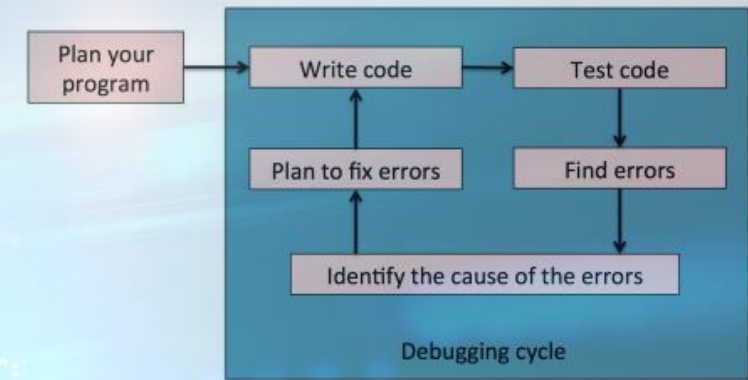 Plan your
program
Write code
Test code
Plan to fix errors
Find errors
Identify the cause of the errors
Debugging cycle